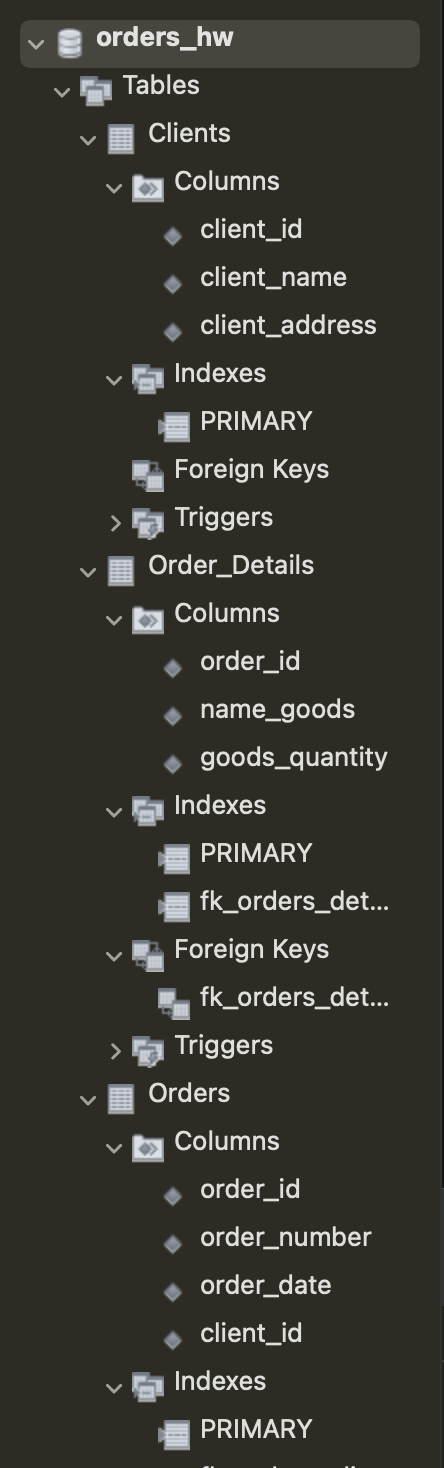 orders_hw
Tables
Clients
Columns
client_id
client_name
client_address
Indexes
PRIMARY
Foreign Keys
Triggers
Order_Details
Columns
order_id
name_goods
goods_quantity
Indexes
PRIMARY
fk_orders_det...
Foreign Keys
fk_orders_det...
Triggers
Orders
Columns
order_id
order_number
order_date
client_id
Indexes
PRIMARY